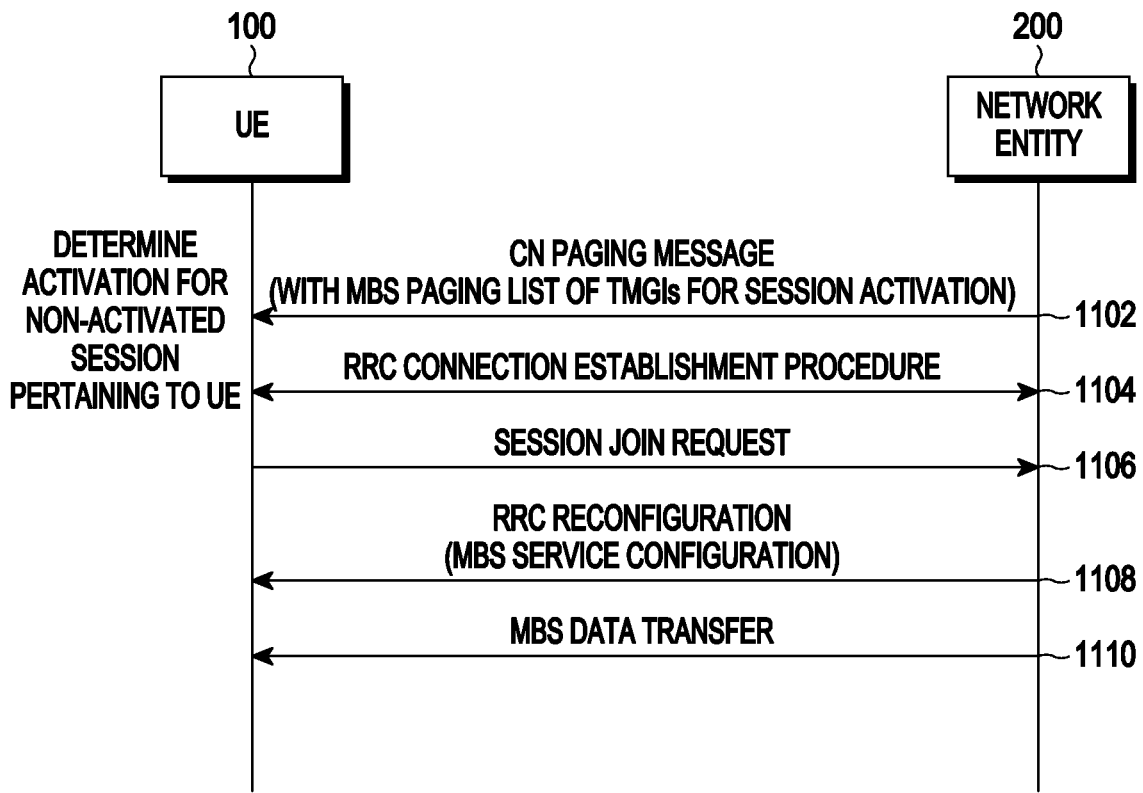 100
200
UE
NETWORK
ENTITY
DETERMINE
ACTIVATION FOR
NON-ACTIVATED
SESSION
PERTAINING TO UE
CN PAGING MESSAGE
(WITH MBS PAGING LIST OF TMGIs FOR SESSION ACTIVATION)
1102
RRC CONNECTION ESTABLISHMENT PROCEDURE
1104
SESSION JOIN REQUEST
1106
RRC RECONFIGURATION
(MBS SERVICE CONFIGURATION)
1108
MBS DATA TRANSFER
1110